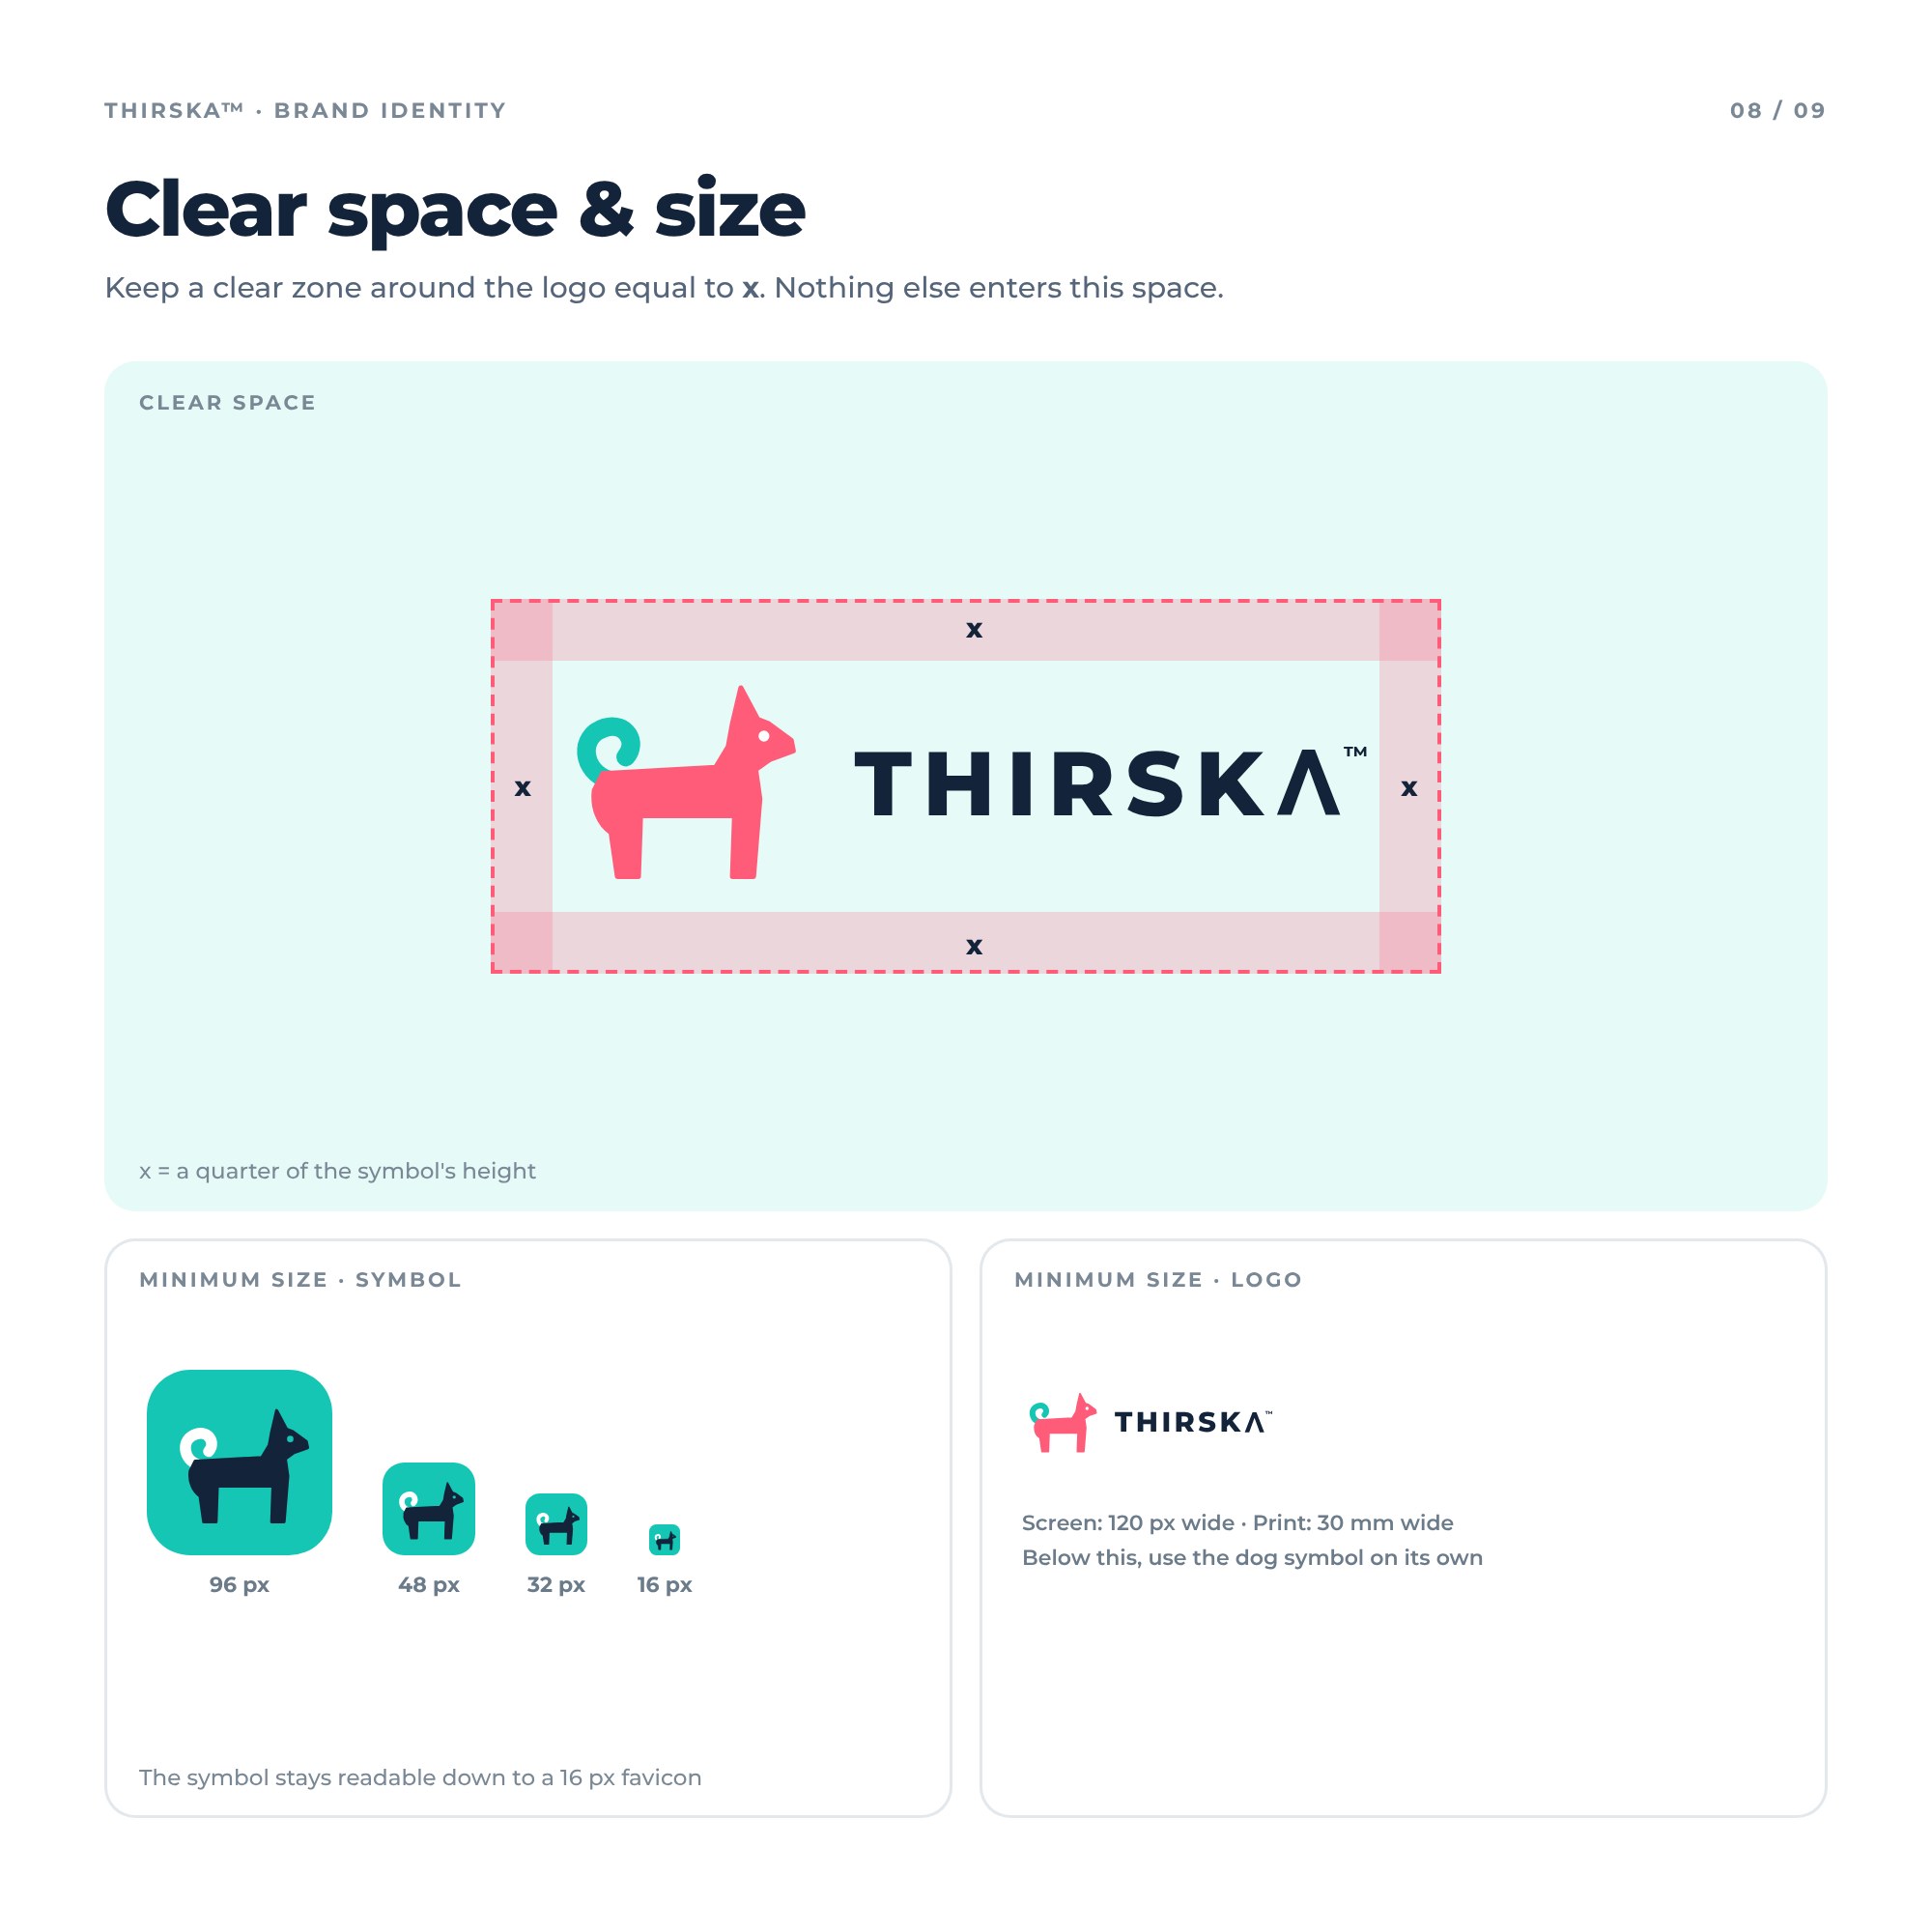 THIRSKA™ · BRAND IDENTITY
08 / 09
Clear space & size
Keep a clear zone around the logo equal to x. Nothing else enters this space.
CLEAR SPACE
x
x
THIRSKΛ™
x
x
x = a quarter of the symbol's height
MINIMUM SIZE · SYMBOL
96 px
48 px
32 px
16 px
The symbol stays readable down to a 16 px favicon
MINIMUM SIZE · LOGO
THIRSKΛ™
Screen: 120 px wide · Print: 30 mm wide
Below this, use the dog symbol on its own